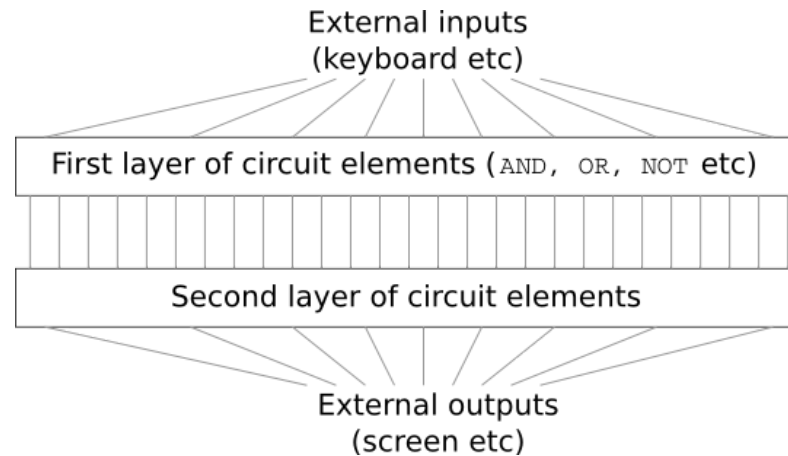 External inputs
(keyboard etc)
First layer of circuit elements (AND, OR, NOT etc)
Second layer of circuit elements
External outputs
(screen etc)